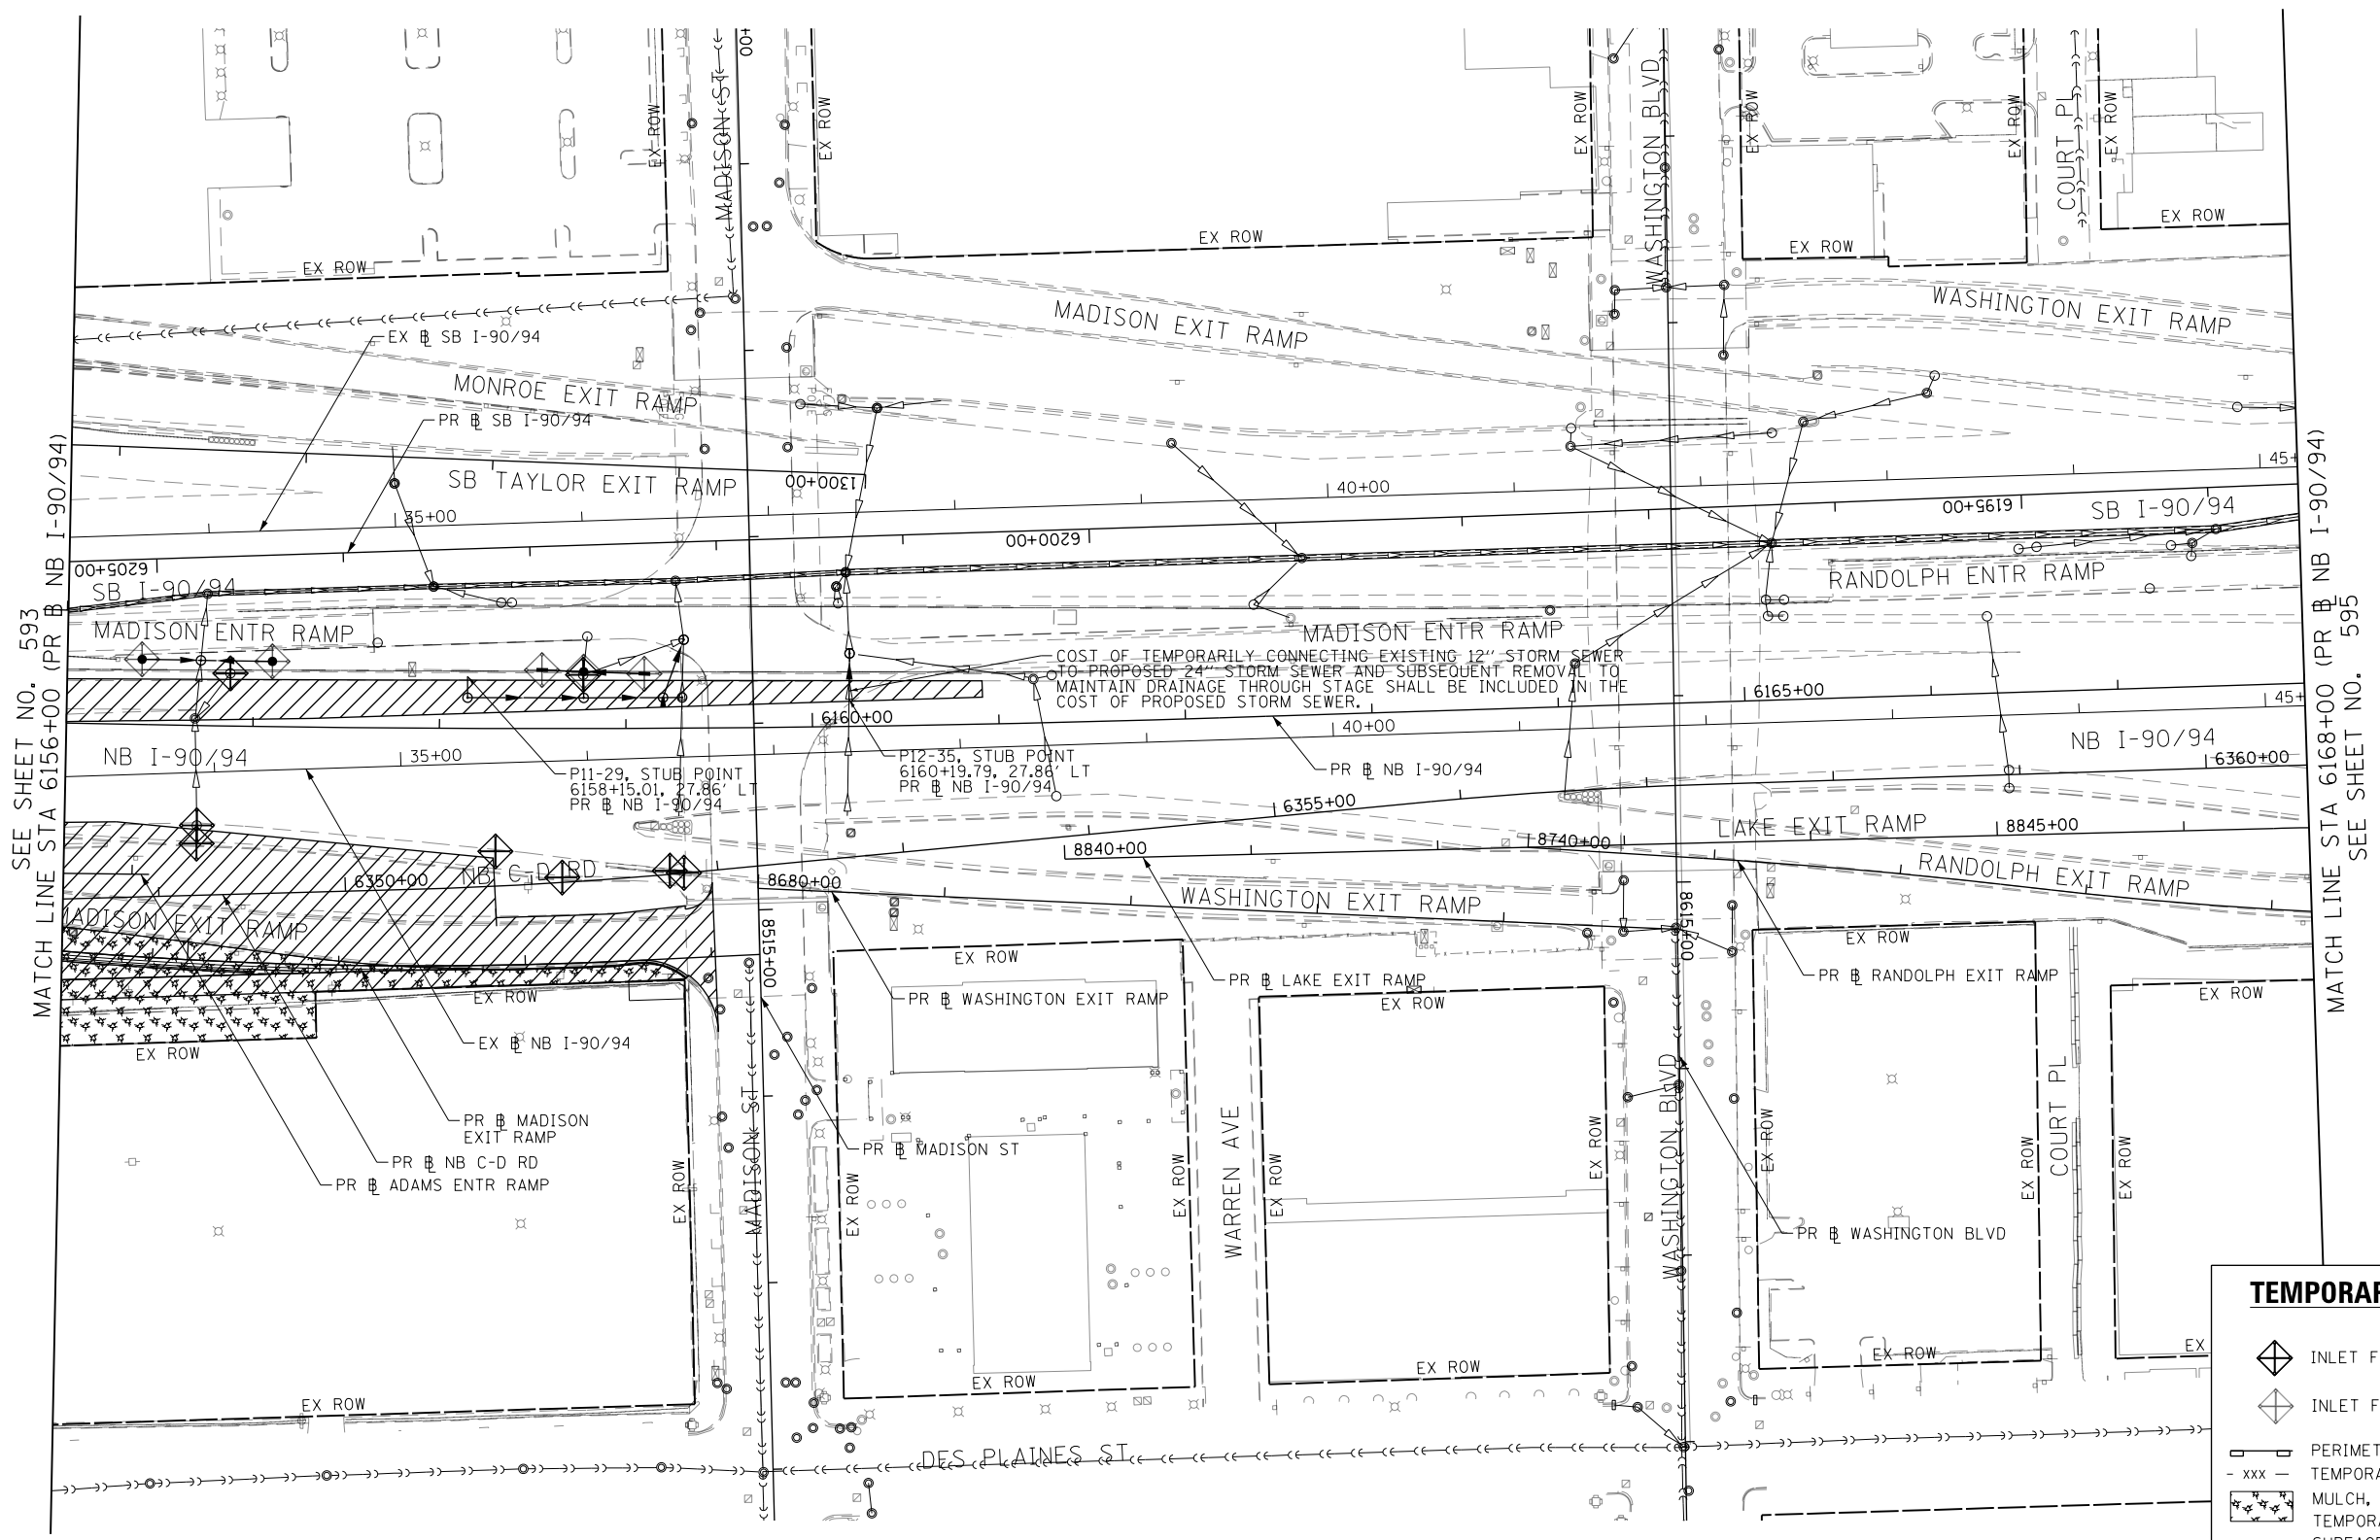 MADISON ST
00+
WASHINGTON BLVD
COURT PL
EX ROW
EX ROW
EX ROW
EX ROW
EX ROW
EX ROW
EX ROW
EX ROW
EX ROW
EX ROW
MADISON EXIT RAMP
WASHINGTON EXIT RAMP
EX ROW
EX B̲L SB I-90/94
MONROE EXIT RAMP
PR B̲L SB I-90/94
SB TAYLOR EXIT RAMP
1300+00
40+00
45+
35+00
6195+00
SB I-90/94
6200+00
6205+00
SB I-90/94
RANDOLPH ENTR RAMP
MADISON ENTR RAMP
MADISON ENTR RAMP
COST OF TEMPORARILY CONNECTING EXISTING 12" STORM SEWER
TO PROPOSED 24" STORM SEWER AND SUBSEQUENT REMOVAL TO
MAINTAIN DRAINAGE THROUGH STAGE SHALL BE INCLUDED IN THE
COST OF PROPOSED STORM SEWER.
SEE SHEET NO. 593
MATCH LINE STA 6156+00 (PR B̲L NB I-90/94)
MATCH LINE STA 6168+00 (PR B̲L NB I-90/94)
SEE SHEET NO. 595
6165+00
6160+00
40+00
45+
NB I-90/94
35+00
NB I-90/94
6360+00
P11-29, STUB POINT
6158+15.01, 27.86' LT
PR B̲L NB I-90/94
P12-35, STUB POINT
6160+19.79, 27.86' LT
PR B̲L NB I-90/94
PR B̲L NB I-90/94
6355+00
LAKE EXIT RAMP
8845+00
8740+00
8840+00
NB C-D RD
6350+00
8680+00
RANDOLPH EXIT RAMP
WASHINGTON EXIT RAMP
MADISON EXIT RAMP
8515+00
8615+00
EX ROW
EX ROW
EX ROW
EX ROW
EX ROW
EX ROW
PR B̲L WASHINGTON EXIT RAMP
PR B̲L LAKE EXIT RAMP
PR B̲L RANDOLPH EXIT RAMP
EX B̲L NB I-90/94
PR B̲L MADISON
EXIT RAMP
PR B̲L NB C-D RD
PR B̲L ADAMS ENTR RAMP
PR B̲L MADISON ST
PR B̲L WASHINGTON BLVD
MADISON ST
WARREN AVE
WASHINGTON BLVD
COURT PL
EX ROW
EX ROW
EX ROW
EX ROW
EX ROW
EX ROW
EX ROW
EX ROW
EX ROW
EX ROW
EX ROW
EX ROW
EX
DES PLAINES ST
TEMPORAR
INLET F
INLET F
PERIMET
- XXX — TEMPORA
MULCH,
TEMPORA